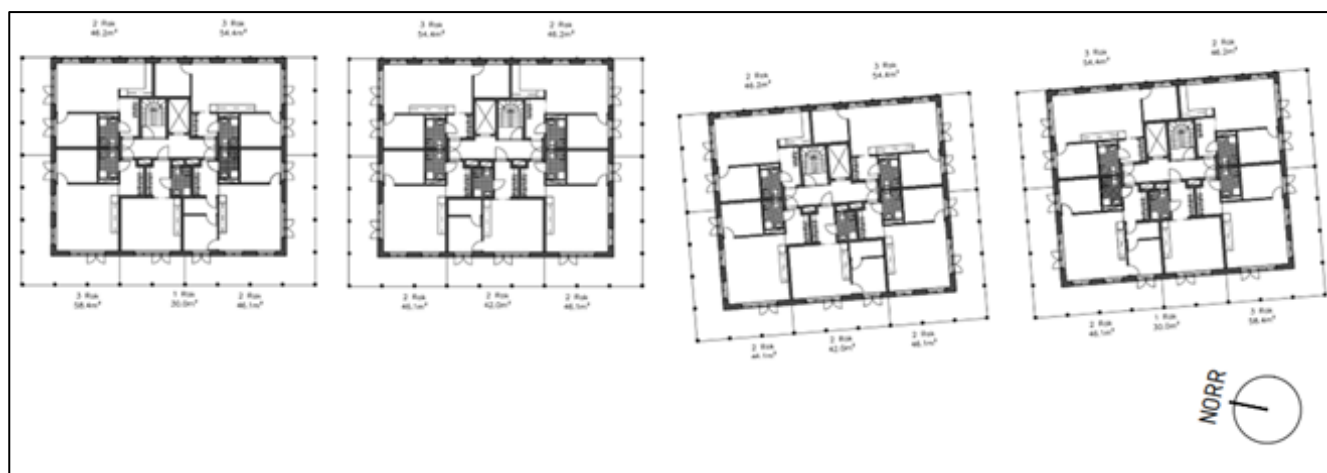 2 Rok
46.2m²
3 Rok
54.4m²
3 Rok
54.4m²
2 Rok
46.2m²
2 Rok
46.2m²
3 Rok
54.4m²
3 Rok
54.4m²
2 Rok
46.2m²
3 Rok
58.4m²
1 Rok
30.0m²
2 Rok
46.1m²
2 Rok
46.1m²
2 Rok
42.0m²
2 Rok
46.1m²
2 Rok
2 Rok
42.0m²
2 Rok
46.1m²
2 Rok
46.1m²
1 Rok
30.0m²
3 Rok
58.4m²
NORR